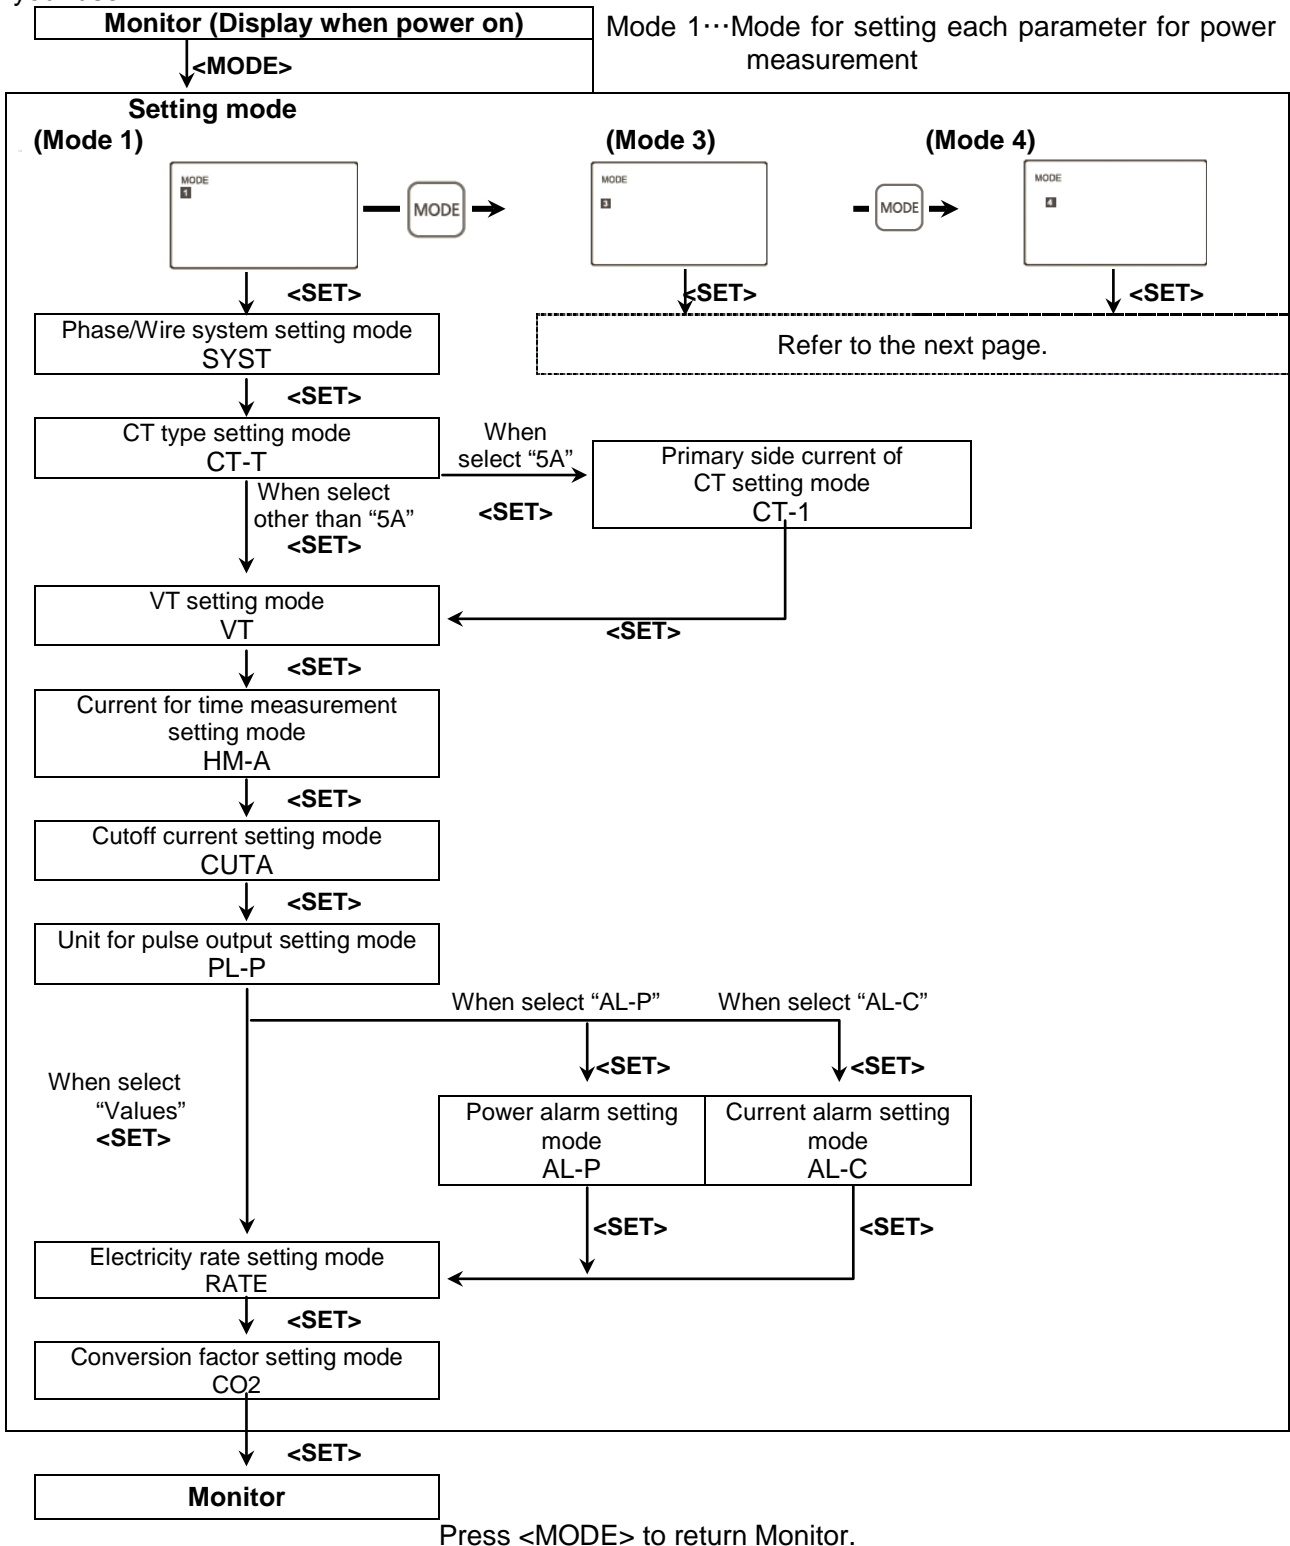 Monitor (Display when power on)
Mode 1···Mode for setting each parameter for power
measurement
<MODE>
Setting mode
(Mode 1)
(Mode 3)
(Mode 4)
MODE
1
MODE
MODE
3
MODE
MODE
4
<SET>
<SET>
<SET>
Phase/Wire system setting mode
SYST
Refer to the next page.
<SET>
CT type setting mode
CT-T
When
select “5A”
<SET>
Primary side current of
CT setting mode
CT-1
When select
other than “5A”
<SET>
VT setting mode
VT
<SET>
<SET>
Current for time measurement
setting mode
HM-A
<SET>
Cutoff current setting mode
CUTA
<SET>
Unit for pulse output setting mode
PL-P
When select “AL-P”
When select “AL-C”
<SET>
<SET>
When select
“Values”
<SET>
Power alarm setting
mode
AL-P
Current alarm setting
mode
AL-C
<SET>
<SET>
Electricity rate setting mode
RATE
<SET>
Conversion factor setting mode
CO2
<SET>
Monitor
Press <MODE> to return Monitor.